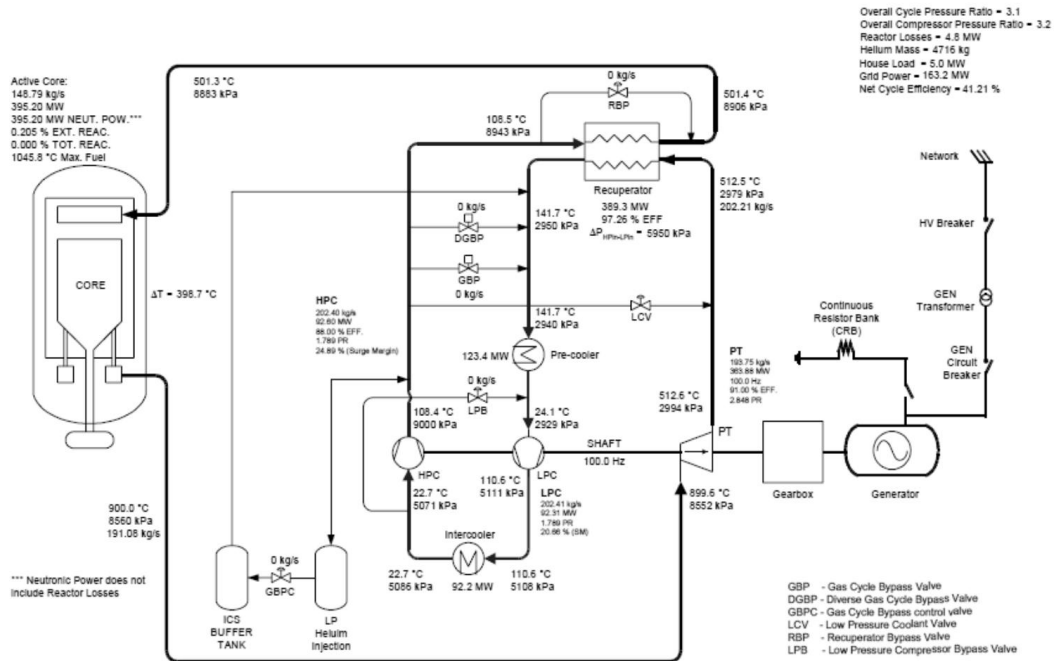 Overall Cycle Pressure Ratio = 3.1
Overall Compressor Pressure Ratio = 3.2
Reactor Losses = 4.8 MW
Helium Mass = 4716 kg
House Load = 5.0 MW
Grid Power = 163.2 MW
Net Cycle Efficiency = 41.21 %
Active Core:
148.79 kg/s
395.20 MW
395.20 MW NEUT. POW.***
0.205 % EXT. REAC.
0.000 % TOT. REAC.
1045.8 °C Max. Fuel
501.3 °C
8883 kPa
0 kg/s
RBP
501.4 °C
8906 kPa
108.5 °C
8943 kPa
Recuperator
389.3 MW
97.26 % EFF
ΔP HPin-LPin = 5950 kPa
512.5 °C
2979 kPa
202.21 kg/s
Network
HV Breaker
GEN
Transformer
GEN
Circuit
Breaker
Continuous
Resistor Bank
(CRB)
0 kg/s
DGBP
141.7 °C
2950 kPa
GBP
0 kg/s
CORE
ΔT = 398.7 °C
HPC
202.40 kg/s
92.60 MW
88.00 % EFF.
1.789 PR
24.89 % (Surge Margin)
LCV
141.7 °C
2940 kPa
123.4 MW
Pre-cooler
PT
193.75 kg/s
363.88 MW
100.0 Hz
91.00 % EFF.
2.848 PR
0 kg/s
LPB
108.4 °C
9000 kPa
24.1 °C
2929 kPa
512.6 °C
2994 kPa
PT
HPC
LPC
SHAFT
100.0 Hz
Gearbox
Generator
22.7 °C
5071 kPa
110.6 °C
5111 kPa
LPC
202.41 kg/s
92.31 MW
1.789 PR
20.66 % (SM)
899.6 °C
8552 kPa
900.0 °C
8560 kPa
191.08 kg/s
Intercooler
22.7 °C
5086 kPa
92.2 MW
110.6 °C
5108 kPa
0 kg/s
GBPC
ICS
BUFFER
TANK
LP
Heluim
Injection
*** Neutronic Power does not
Include Reactor Losses
GBP - Gas Cycle Bypass Valve
DGBP - Diverse Gas Cycle Bypass Valve
GBPC - Gas Cycle Bypass control valve
LCV - Low Pressure Coolant Valve
RBP - Recuperator Bypass Valve
LPB - Low Pressure Compressor Bypass Valve